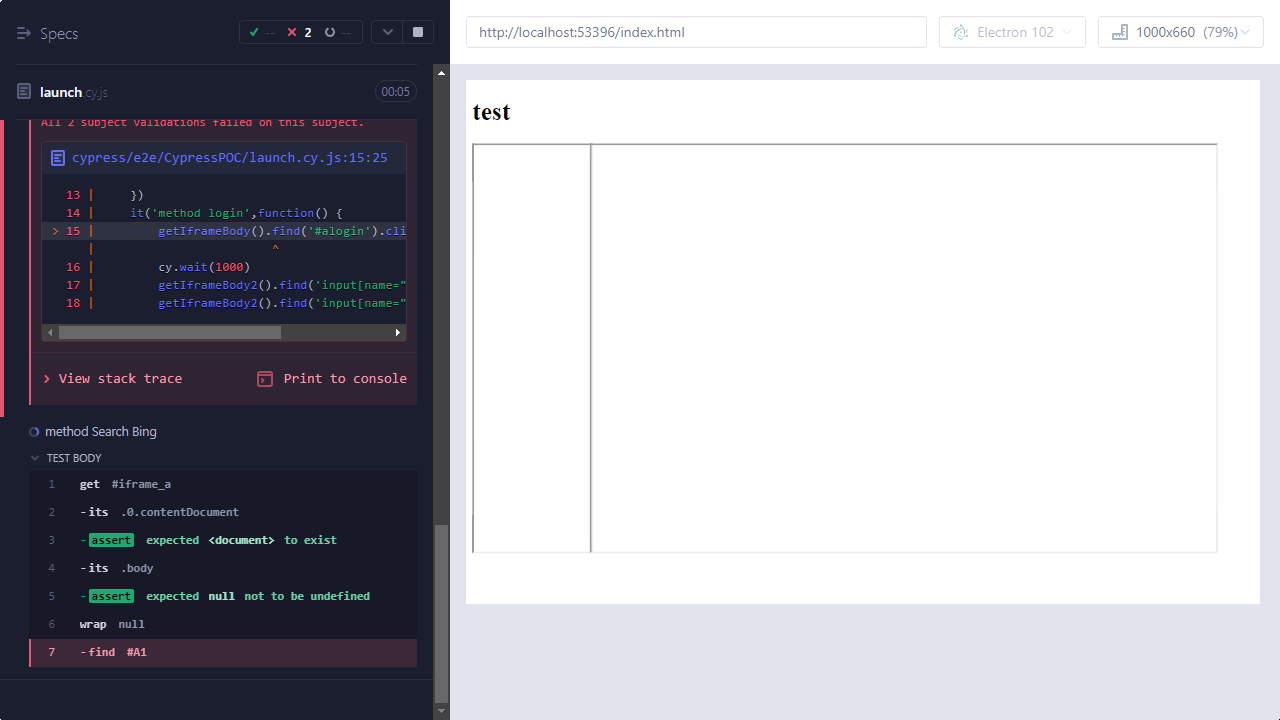 Specs
-- 2 --
launch cy.js 00:05
All 2 subject validations failed on this subject.
cypress/e2e/CypressPOC/launch.cy.js:15:25
13 | })
14 | it('method login',function() {
> 15 | getIframeBody().find('#alogin').cli
| ^
16 | cy.wait(1000)
17 | getIframeBody2().find('input[name="
18 | getIframeBody2().find('input[name="
View stack trace
Print to console
method Search Bing
TEST BODY
1 get #iframe_a
2 -its .0.contentDocument
3 -assert expected <document> to exist
4 -its .body
5 -assert expected null not to be undefined
6 wrap null
7 -find #A1
http://localhost:53396/index.html
Electron 102
1000x660 (79%)
test